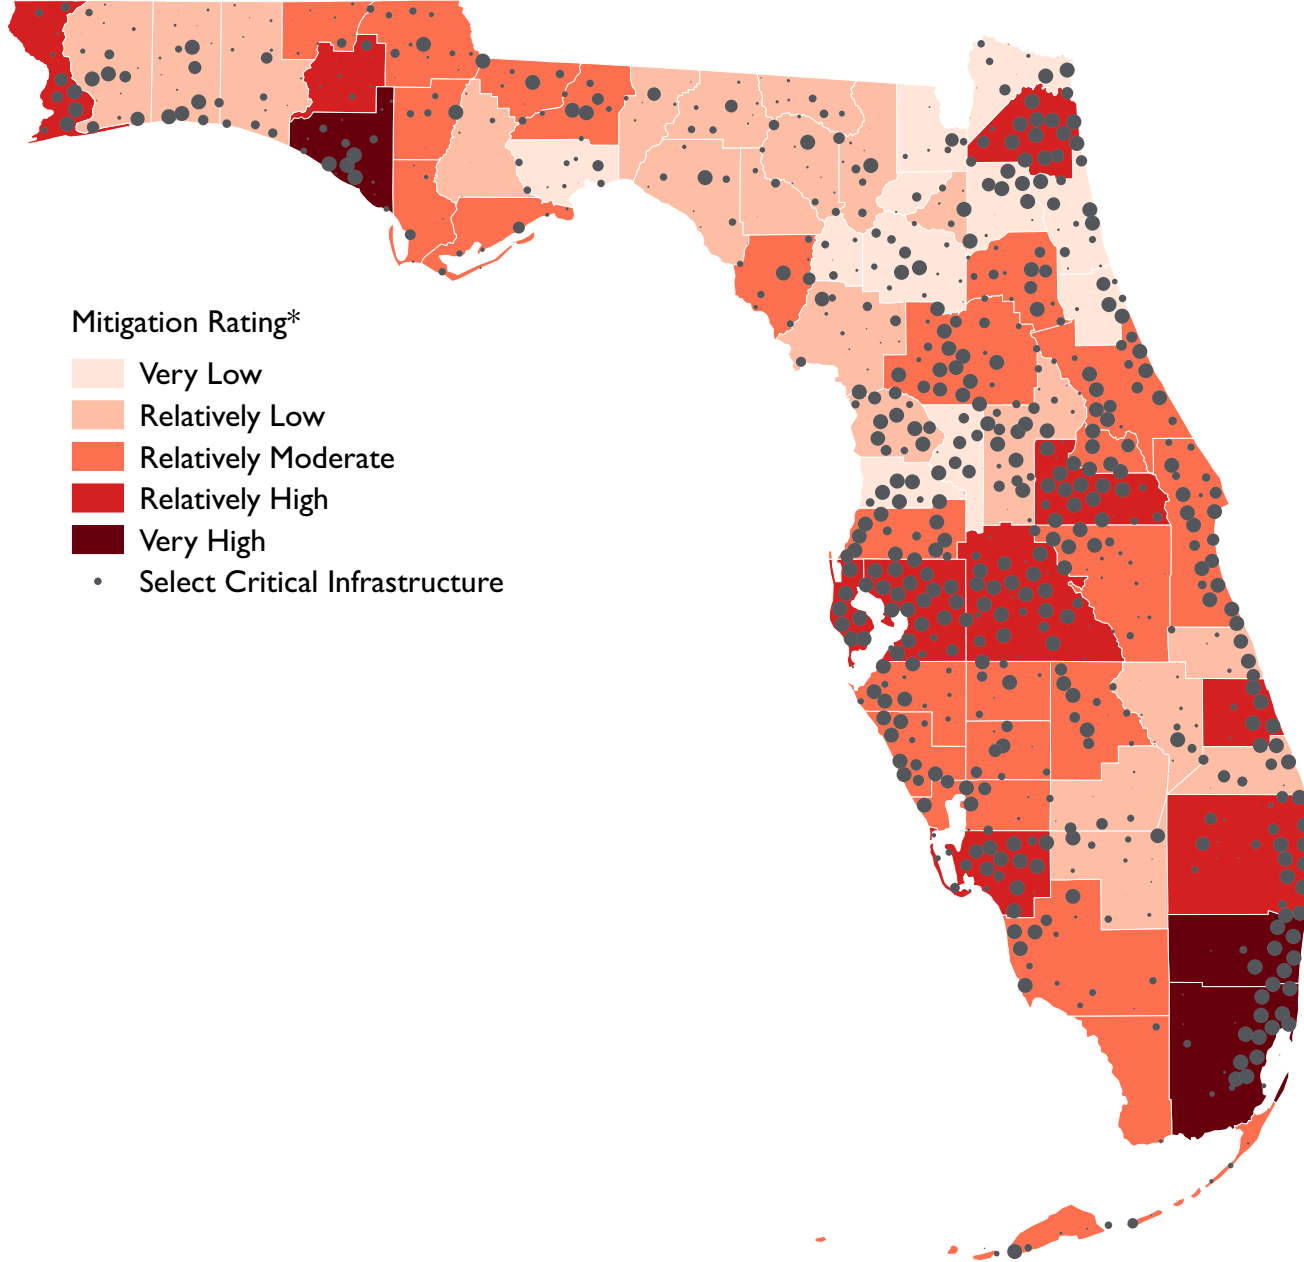 Mitigation Rating*
Very Low
Relatively Low
Relatively Moderate
Relatively High
Very High
Select Critical Infrastructure